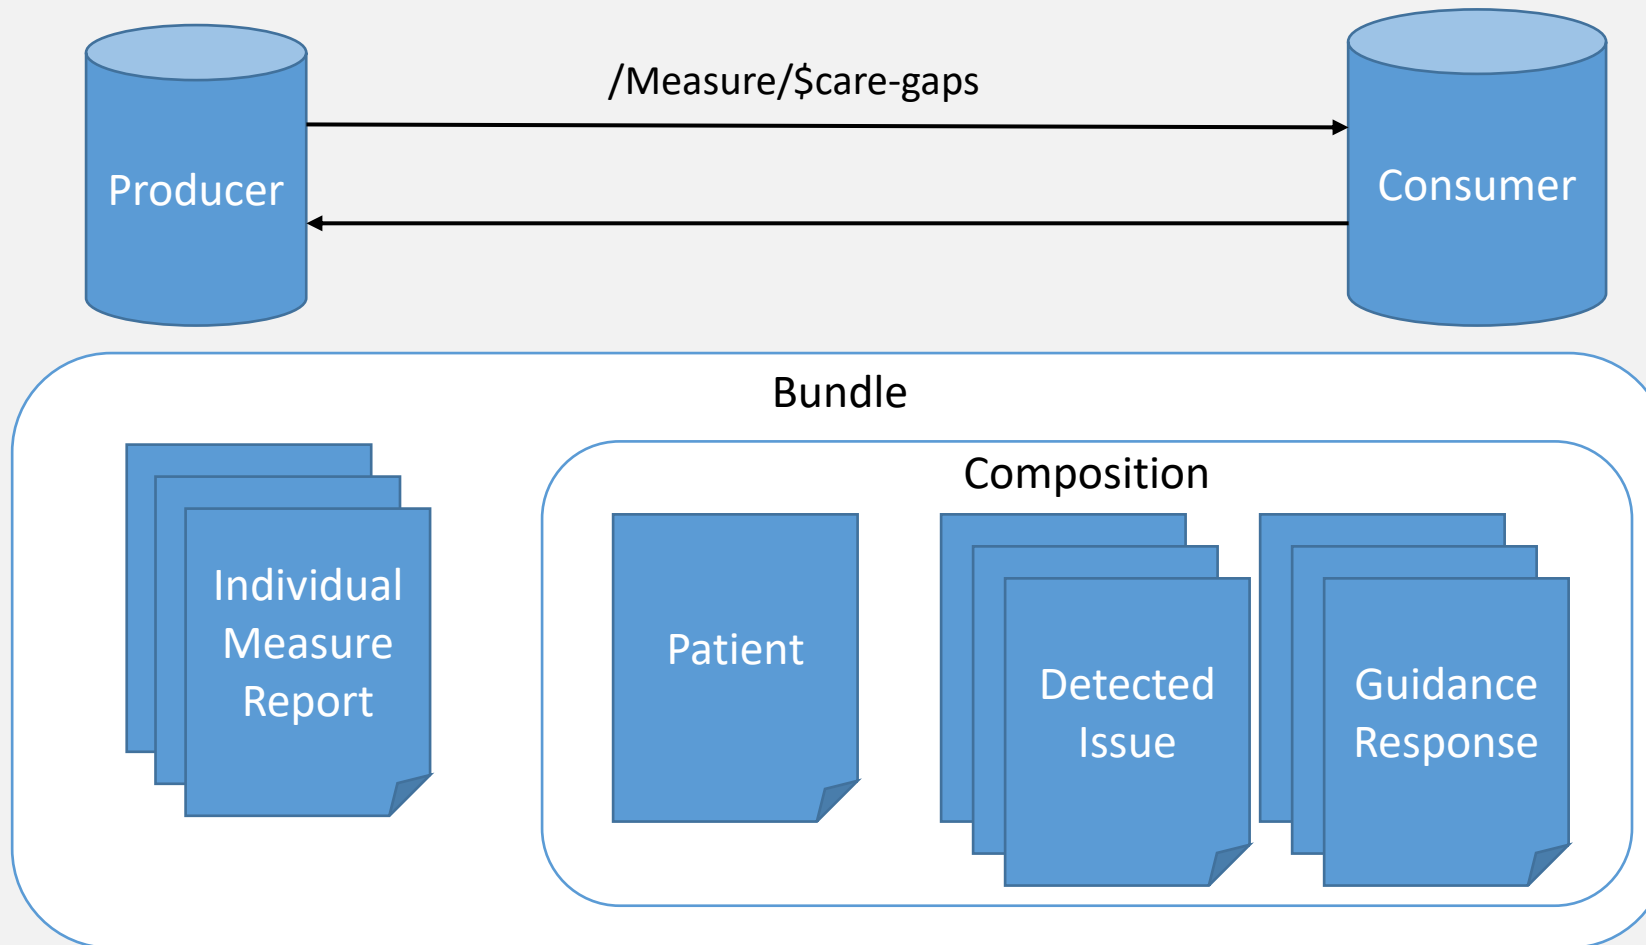 /Measure/$care-gaps
Producer
Consumer
Bundle
Composition
Individual
Measure
Report
Patient
Detected
Issue
Guidance
Response